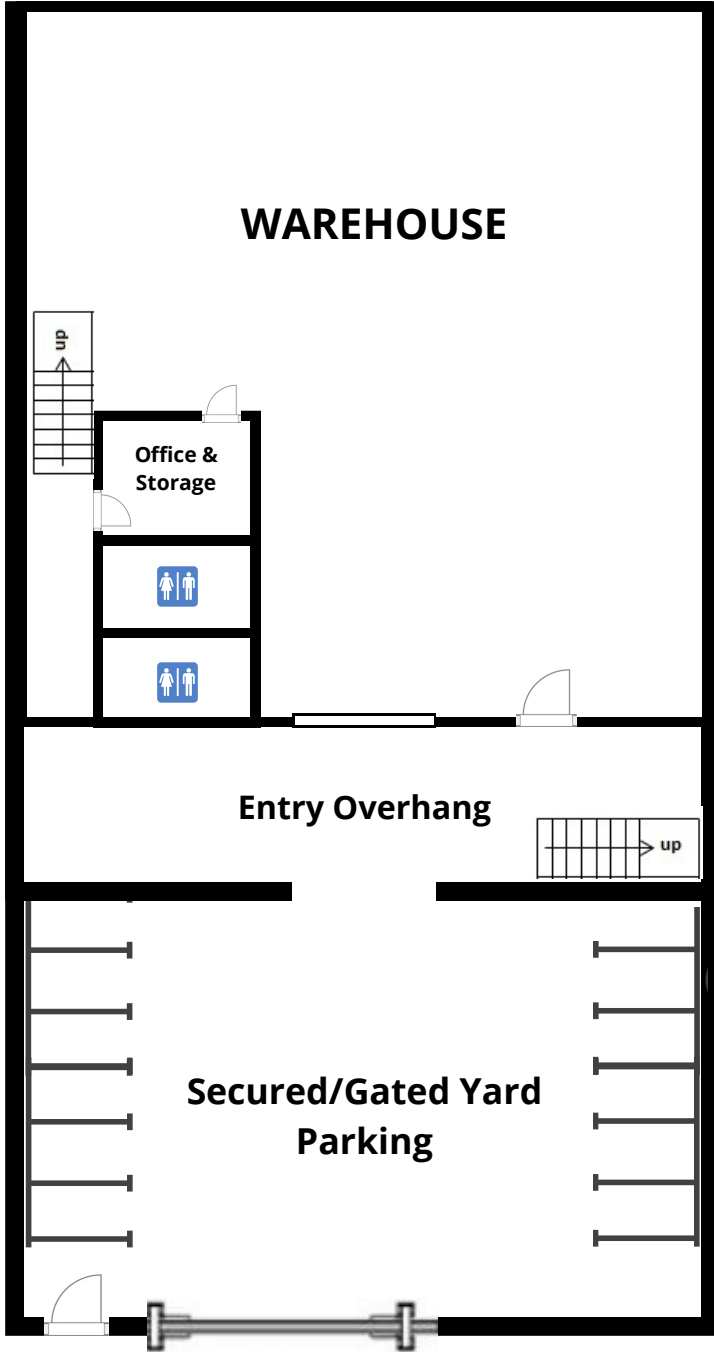 WAREHOUSE
up
Office &
Storage
Entry Overhang
up
Secured/Gated Yard
Parking